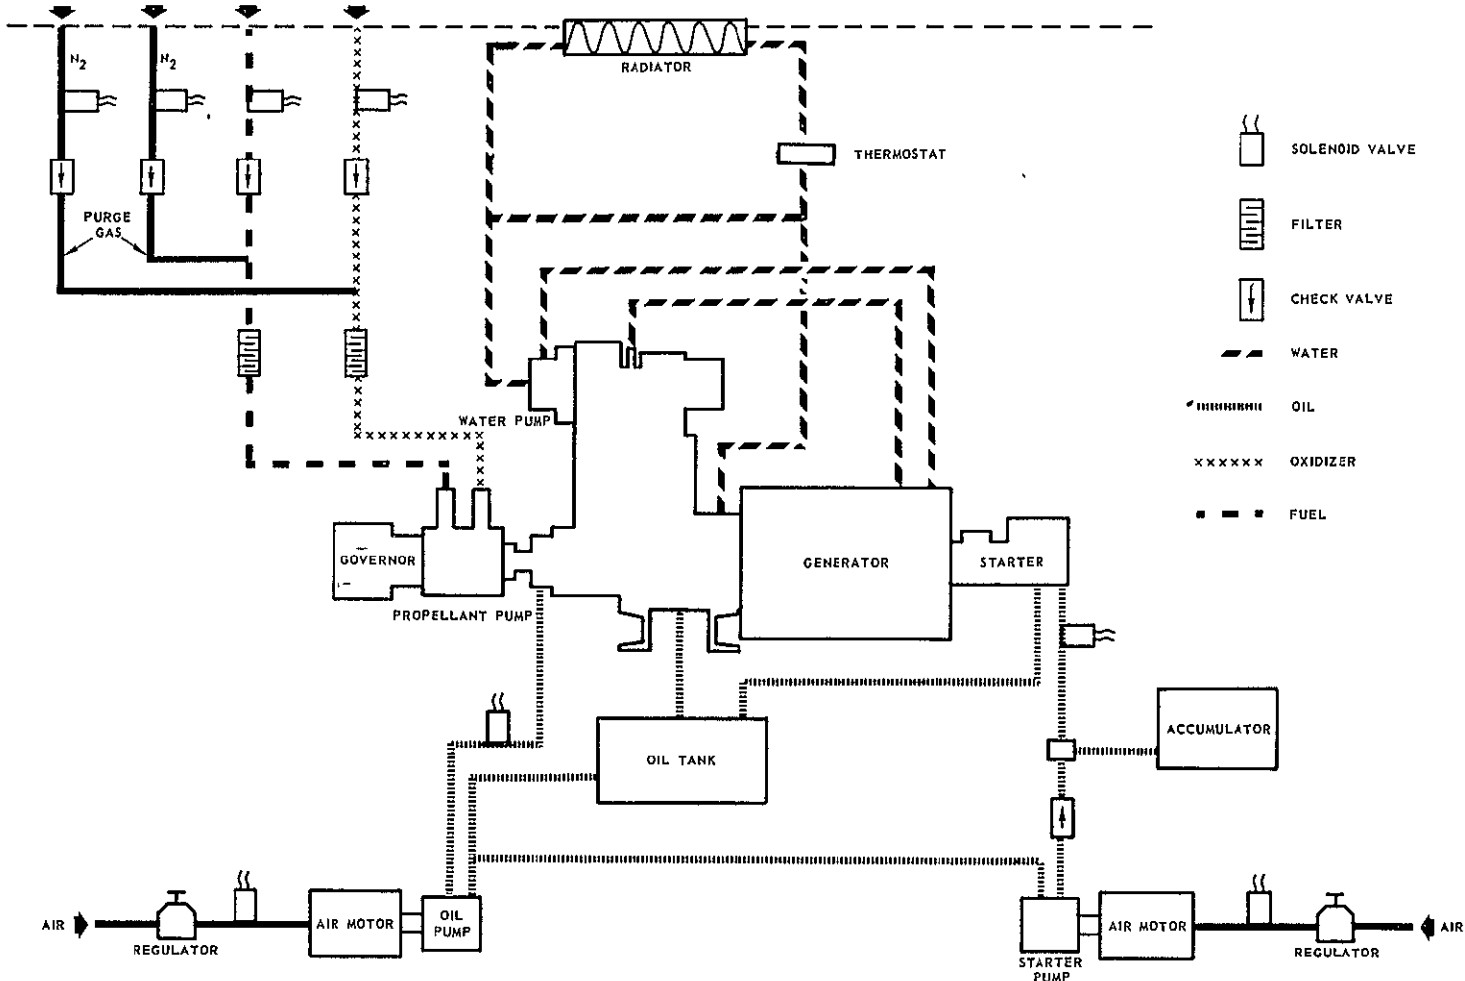 N2
N2
RADIATOR
THERMOSTAT
SOLENOID VALVE
PURGE
GAS
FILTER
CHECK VALVE
WATER
WATER PUMP
OIL
OXIDIZER
FUEL
GOVERNOR
GENERATOR
STARTER
PROPELLANT PUMP
OIL TANK
ACCUMULATOR
AIR
REGULATOR
AIR MOTOR
OIL
PUMP
STARTER
PUMP
AIR MOTOR
REGULATOR
AIR